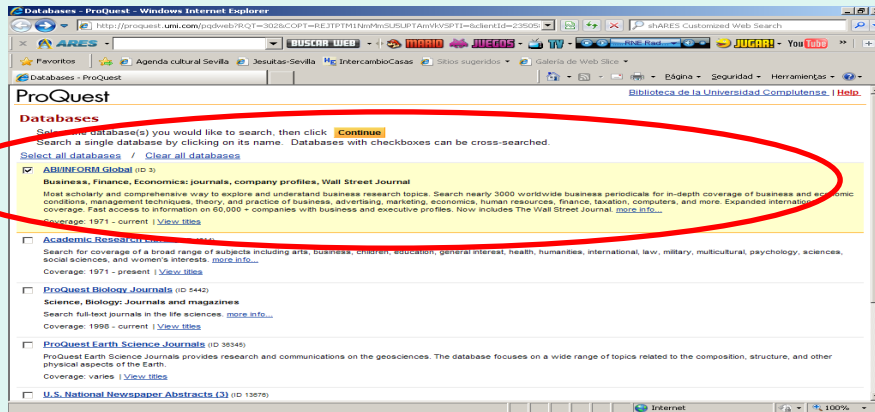 Databases - ProQuest - Windows Internet Explorer
http://proquest.umi.com/pqdweb?RQT=302&COPT=REJTPTM1NmMmSU5UPTAmVkVSPTI=&clientId=23505
shARES Customized Web Search
ARES - BUSCAR WEB MARIO JUEGOS TV RNE Rad JUGAR! You Tube
Favoritos Agenda cultural Sevilla Jesuitas-Sevilla IntercambioCasas Sitios sugeridos Galería de Web Slice
Databases - ProQuest Página Seguridad Herramientas
ProQuest
Biblioteca de la Universidad Complutense | Help
Databases
the database(s) you would like to search, then click Continue
Search a single database by clicking on its name. Databases with checkboxes can be cross-searched.
Select all databases / Clear all databases
ABI/INFORM Global (ID 3)
Business, Finance, Economics: journals, company profiles, Wall Street Journal
Most scholarly and comprehensive way to explore and understand business research topics. Search nearly 3000 worldwide business periodicals for in-depth coverage of business and economic
conditions, management techniques, theory, and practice of business, advertising, marketing, economics, human resources, finance, taxation, computers, and more. Expanded international
coverage. Fast access to information on 60,000 + companies with business and executive profiles. Now includes The Wall Street Journal. more info...
Coverage: 1971 - current | View titles
Academic Research
Search for coverage of a broad range of subjects including arts, business, children, education, general interest, health, humanities, international, law, military, multicultural, psychology, sciences,
social sciences, and women's interests. more info...
Coverage: 1971 - present | View titles
ProQuest Biology Journals (ID 5442)
Science, Biology: Journals and magazines
Search full-text journals in the life sciences. more info...
Coverage: 1998 - current | View titles
ProQuest Earth Science Journals (ID 38345)
ProQuest Earth Science Journals provides research and communications on the geosciences. The database focuses on a wide range of topics related to the composition, structure, and other
physical aspects of the Earth.
Coverage: varies | View titles
U.S. National Newspaper Abstracts (3) (ID 13676)
Internet 100%